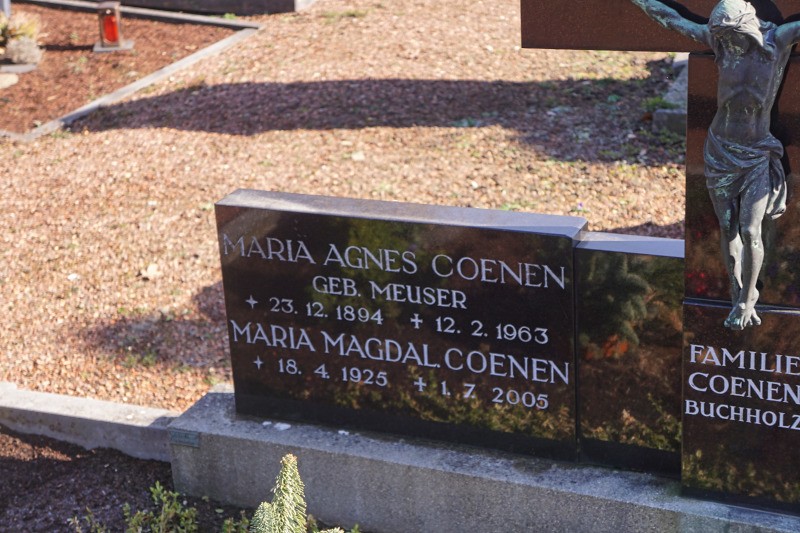 MARIA AGNES COENEN
GEB. MEUSER
+ 23. 12. 1894 + 12. 2. 1963
MARIA MAGDAL. COENEN
+ 18. 4. 1925 + 1. 7. 2005
FAMILIE
COENEN
BUCHHOLZ